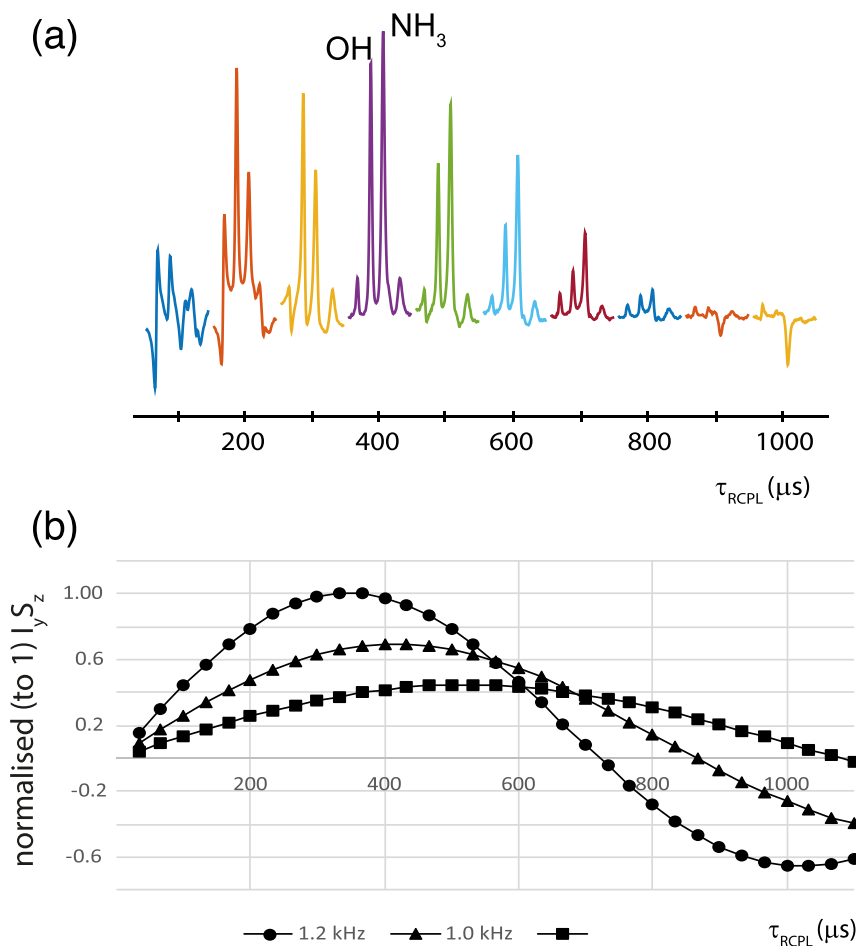 (a)
OH NH₃
200 400 600 800 1000
τRCPL (μs)
(b)
normalised (to 1) IySz
1.00
0.6
0.2
-0.2
-0.6
200 400 600 800 1000
τRCPL (μs)
1.2 kHz 1.0 kHz